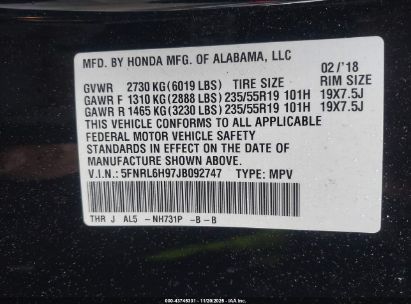 MFD. BY HONDA MFG. OF ALABAMA, LLC
02/'18
GVWR 2730 KG (6019 LBS) TIRE SIZE RIM SIZE
GAWR F 1310 KG (2888 LBS) 235/55R19 101H 19X7.5J
GAWR R 1465 KG (3230 LBS) 235/55R19 101H 19X7.5J
THIS VEHICLE CONFORMS TO ALL APPLICABLE
FEDERAL MOTOR VEHICLE SAFETY
STANDARDS IN EFFECT ON THE DATE OF
MANUFACTURE SHOWN ABOVE.
V.I.N.: 5FNRL6H97JB092747 TYPE: MPV
THR J AL5 -NH731P -B -B